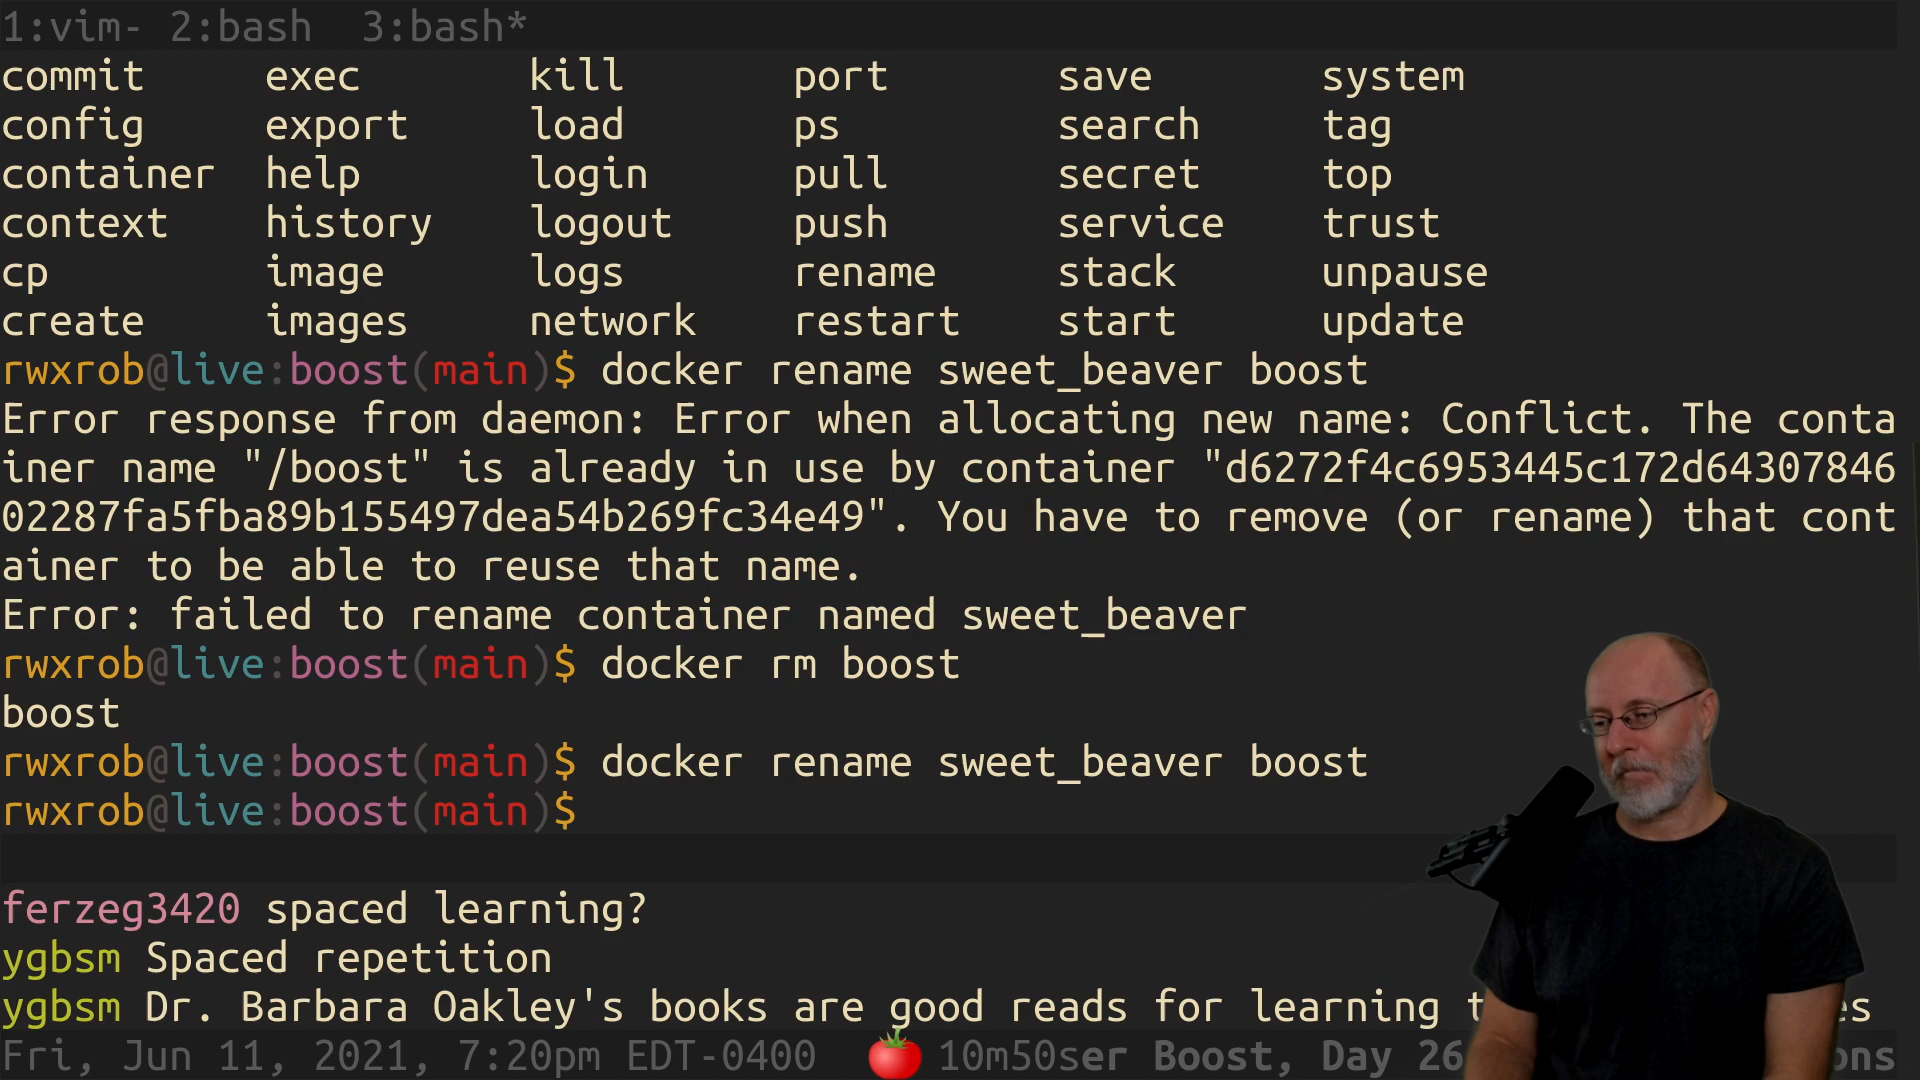 1:vim- 2:bash  3:bash*
commit     exec       kill       port       save       system
config     export     load       ps         search     tag
container  help       login      pull       secret     top
context    history    logout     push       service    trust
cp         image      logs       rename     stack      unpause
create     images     network    restart    start      update
rwxrob@live:boost(main)$ docker rename sweet_beaver boost
Error response from daemon: Error when allocating new name: Conflict. The conta
iner name "/boost" is already in use by container "d6272f4c6953445c172d64307846
02287fa5fba89b155497dea54b269fc34e49". You have to remove (or rename) that cont
ainer to be able to reuse that name.
Error: failed to rename container named sweet_beaver
rwxrob@live:boost(main)$ docker rm boost
boost
rwxrob@live:boost(main)$ docker rename sweet_beaver boost
rwxrob@live:boost(main)$
ferzeg3420 spaced learning?
ygbsm Spaced repetition
ygbsm Dr. Barbara Oakley's books are good reads for learning
Fri, Jun 11, 2021, 7:20pm EDT-0400 10m50ser Boost, Day 26